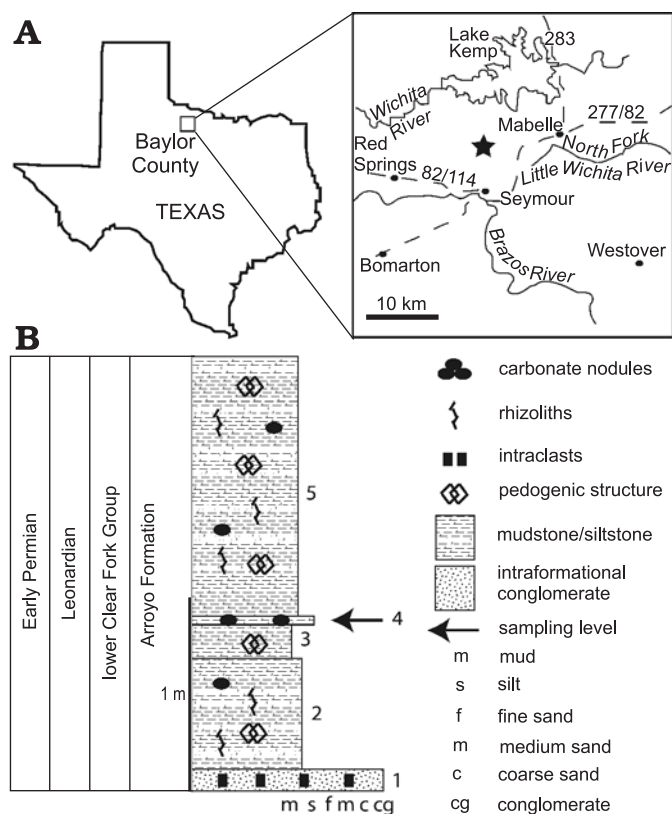 A
Baylor
County
TEXAS
Lake
Kemp
283
Wichita
River
277/82
Mabelle
North Fork
Red
Springs
Little Wichita River
82/114
Seymour
Brazos River
Bomarton
Westover
10 km
B
Early Permian
Leonardian
lower Clear Fork Group
Arroyo Formation
1 m
5
4
3
2
1
m s f m c cg
carbonate nodules
rhizoliths
intraclasts
pedogenic structure
mudstone/siltstone
intraformational
conglomerate
sampling level
m mud
s silt
f fine sand
m medium sand
c coarse sand
cg conglomerate